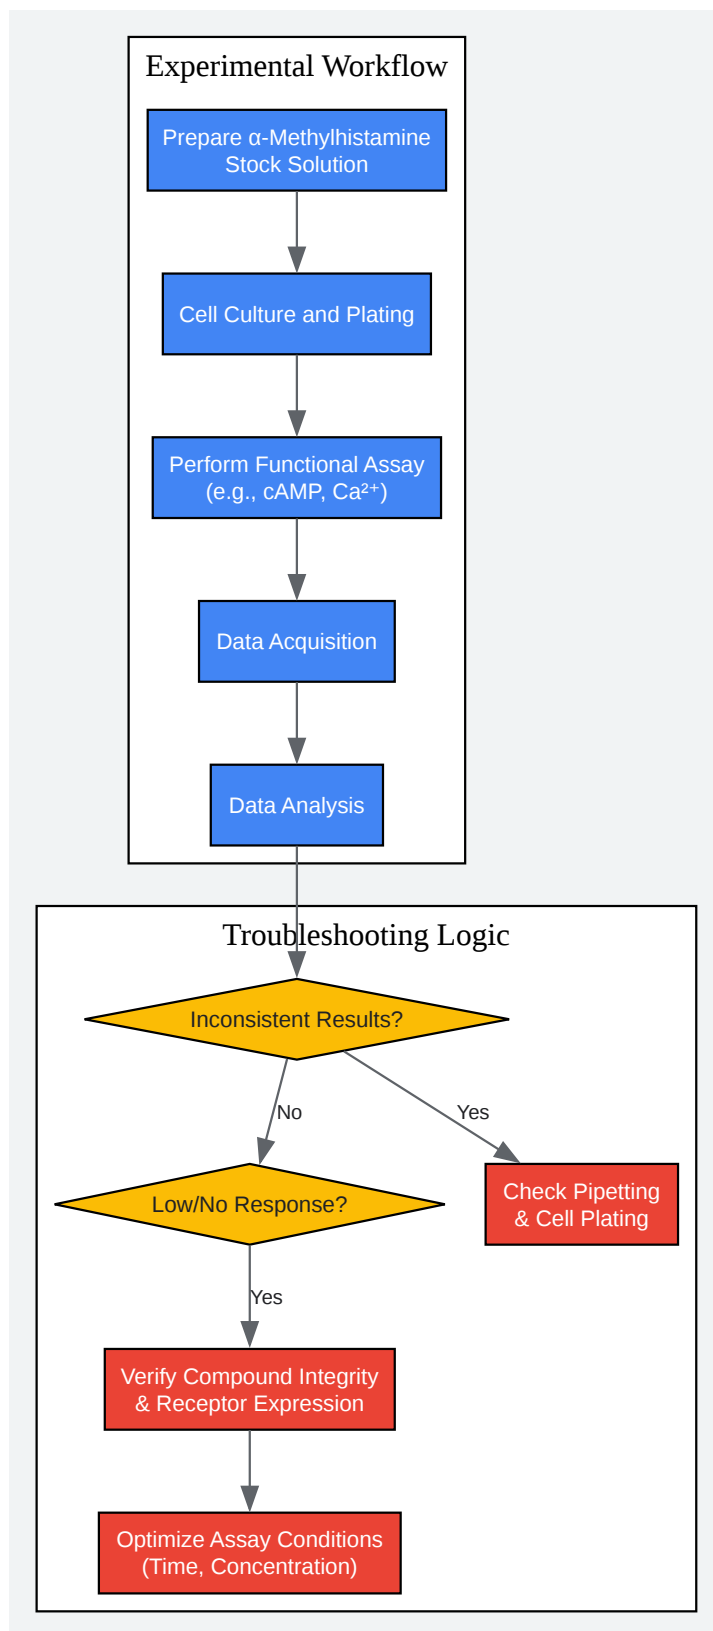 Experimental Workflow
Prepare α-Methylhistamine
Stock Solution
Cell Culture and Plating
Perform Functional Assay
(e.g., cAMP, Ca²⁺)
Data Acquisition
Data Analysis
Troubleshooting Logic
Inconsistent Results?
No
Yes
Low/No Response?
Check Pipetting
& Cell Plating
Yes
Verify Compound Integrity
& Receptor Expression
Optimize Assay Conditions
(Time, Concentration)